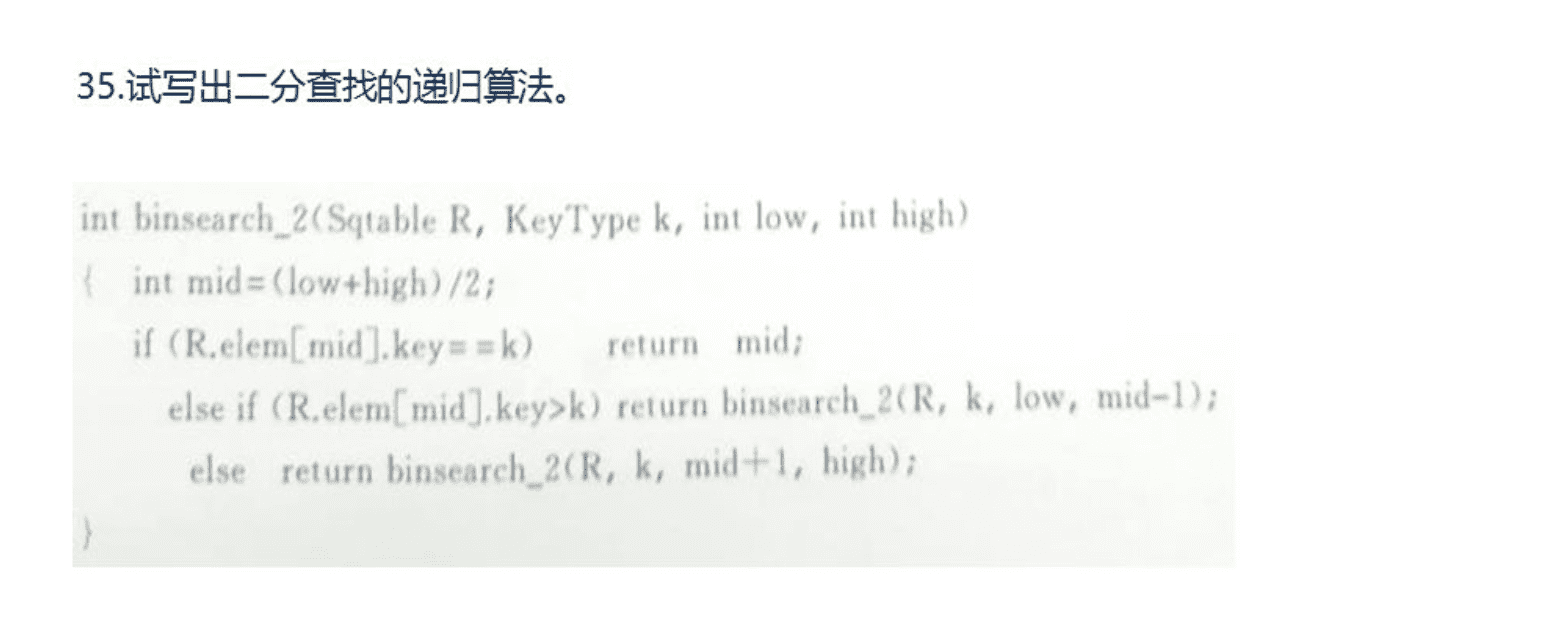 35.试写出二分查找的递归算法。
int binsearch_2(Sqtable R, KeyType k, int low, int high)
{ int mid=(low+high)/2;
if (R.elem[mid].key==k) return mid;
else if (R.elem[mid].key>k) return binsearch_2(R, k, low, mid-1);
else return binsearch_2(R, k, mid+1, high);
}